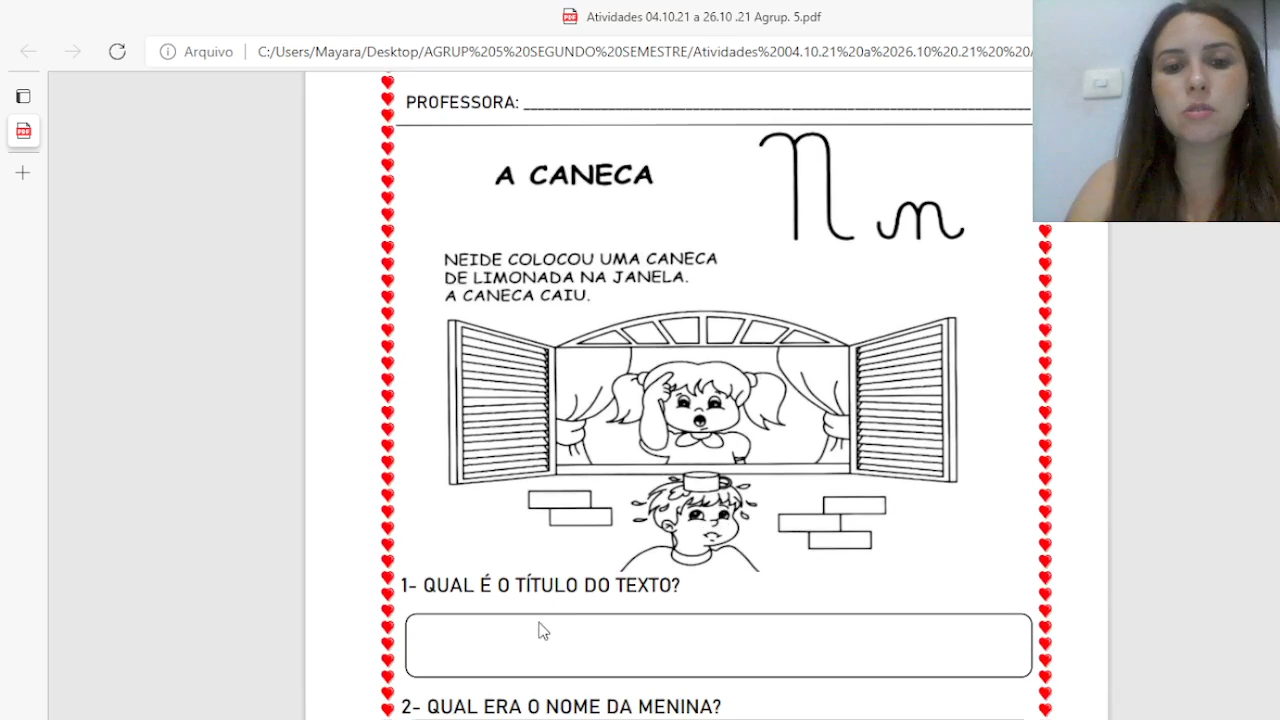 Atividades 04.10.21 a 26.10 .21 Agrup. 5.pdf
Arquivo
C:/Users/Mayara/Desktop/AGRUP%205%20SEGUNDO%20SEMESTRE/Atividades%2004.10.21%20a%2026.10%20.21%20%20
PROFESSORA:
A CANECA
N n
NEIDE COLOCOU UMA CANECA
DE LIMONADA NA JANELA.
A CANECA CAIU.
1- QUAL É O TÍTULO DO TEXTO?
2- QUAL ERA O NOME DA MENINA?